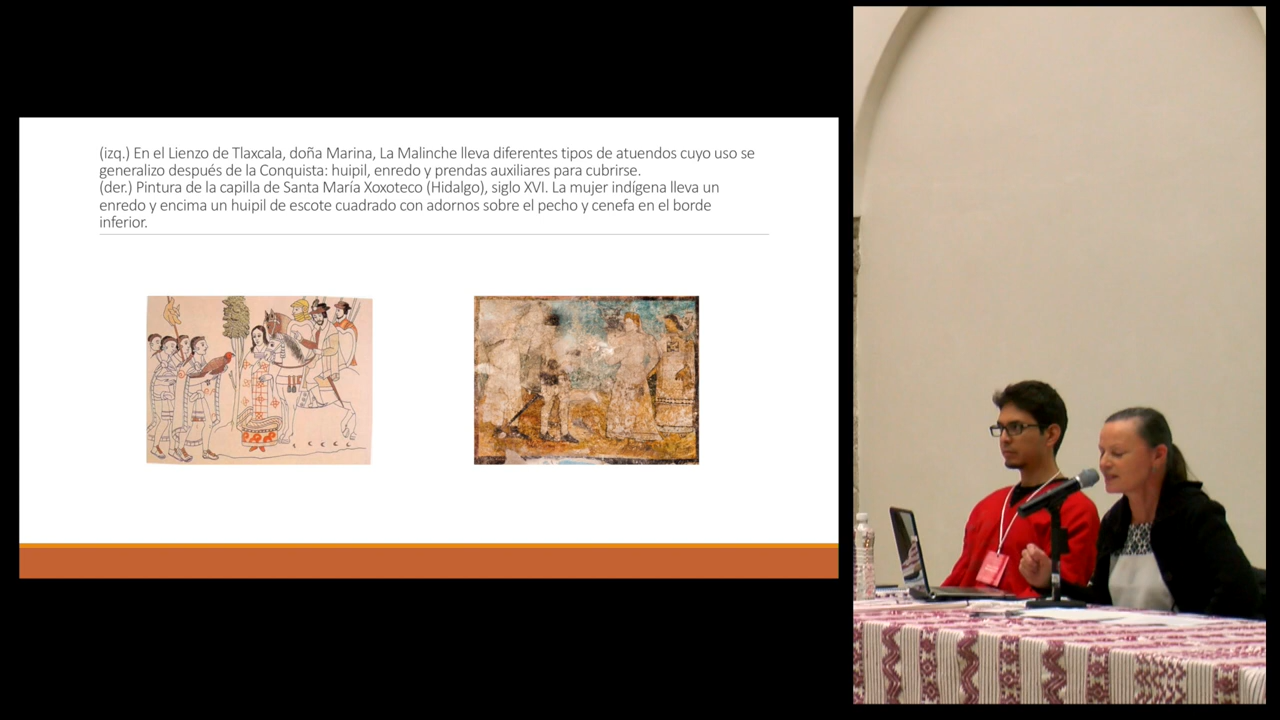 (izq.) En el Lienzo de Tlaxcala, doña Marina, La Malinche lleva diferentes tipos de atuendos cuyo uso se
generalizo después de la Conquista: huipil, enredo y prendas auxiliares para cubrirse.
(der.) Pintura de la capilla de Santa María Xoxoteco (Hidalgo), siglo XVI. La mujer indígena lleva un
enredo y encima un huipil de escote cuadrado con adornos sobre el pecho y cenefa en el borde
inferior.